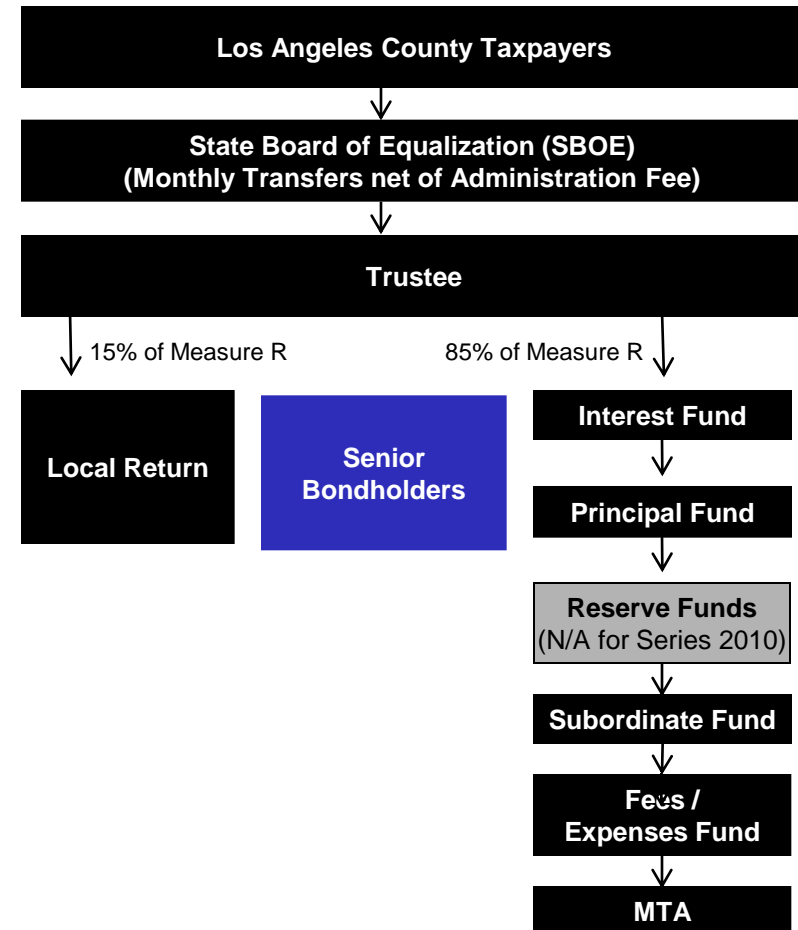 Los Angeles County Taxpayers
State Board of Equalization (SBOE)
(Monthly Transfers net of Administration Fee)
Trustee
15% of Measure R
85% of Measure R
Local Return
Senior
Bondholders
Interest Fund
Principal Fund
Reserve Funds
(N/A for Series 2010)
Subordinate Fund
Fees /
Expenses Fund
MTA